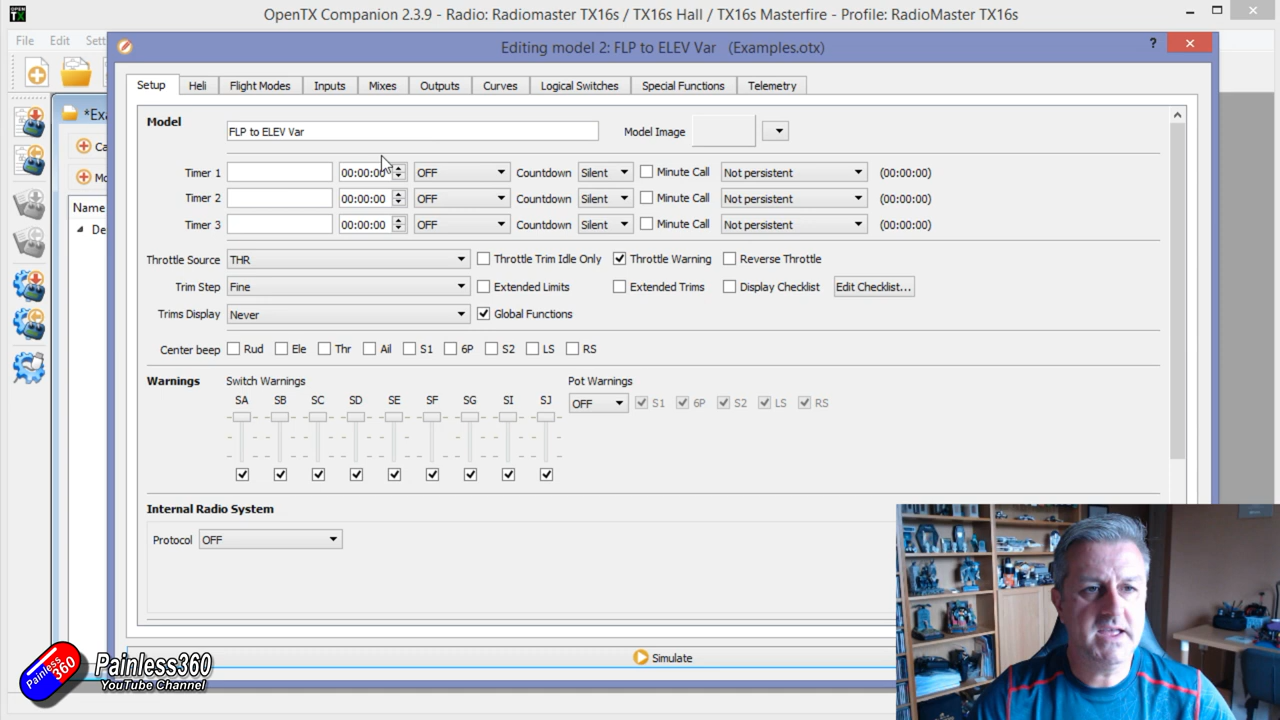 OpenTX Companion 2.3.9 - Radio: Radiomaster TX16s / TX16s Hall / TX16s Masterfire - Profile: RadioMaster TX16s
File Edit Sett
Editing model 2: FLP to ELEV Var (Examples.otx)
?
Setup Heli Flight Modes Inputs Mixes Outputs Curves Logical Switches Special Functions Telemetry
*Exa
Ca
Mo
Name
De
Model FLP to ELEV Var Model Image
Timer 1 00:00:00 OFF Countdown Silent Minute Call Not persistent (00:00:00)
Timer 2 00:00:00 OFF Countdown Silent Minute Call Not persistent (00:00:00)
Timer 3 00:00:00 OFF Countdown Silent Minute Call Not persistent (00:00:00)
Throttle Source THR Throttle Trim Idle Only Throttle Warning Reverse Throttle
Trim Step Fine Extended Limits Extended Trims Display Checklist Edit Checklist...
Trims Display Never Global Functions
Center beep Rud Ele Thr Ail S1 6P S2 LS RS
Warnings Switch Warnings Pot Warnings
SA SB SC SD SE SF SG SI SJ
OFF S1 6P S2 LS RS
Internal Radio System
Protocol OFF
Simulate
Painless 360
Painless360
YouTube Channel